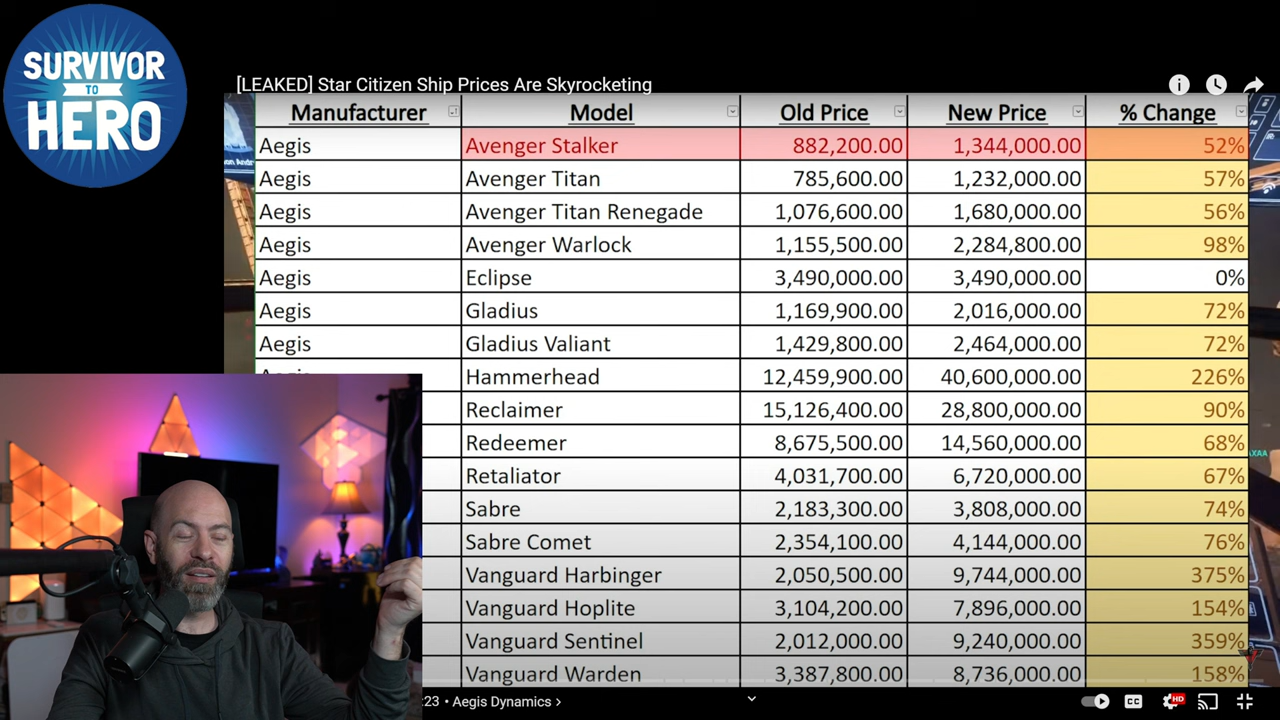 SURVIVOR
TO
HERO
[LEAKED] Star Citizen Ship Prices Are Skyrocketing
Manufacturer Model Old Price New Price % Change
Aegis Avenger Stalker 882,200.00 1,344,000.00 52%
Aegis Avenger Titan 785,600.00 1,232,000.00 57%
Aegis Avenger Titan Renegade 1,076,600.00 1,680,000.00 56%
Aegis Avenger Warlock 1,155,500.00 2,284,800.00 98%
Aegis Eclipse 3,490,000.00 3,490,000.00 0%
Aegis Gladius 1,169,900.00 2,016,000.00 72%
Aegis Gladius Valiant 1,429,800.00 2,464,000.00 72%
Hammerhead 12,459,900.00 40,600,000.00 226%
Reclaimer 15,126,400.00 28,800,000.00 90%
Redeemer 8,675,500.00 14,560,000.00 68%
Retaliator 4,031,700.00 6,720,000.00 67%
Sabre 2,183,300.00 3,808,000.00 74%
Sabre Comet 2,354,100.00 4,144,000.00 76%
Vanguard Harbinger 2,050,500.00 9,744,000.00 375%
Vanguard Hoplite 3,104,200.00 7,896,000.00 154%
Vanguard Sentinel 2,012,000.00 9,240,000.00 359%
Vanguard Warden 3,387,800.00 8,736,000.00 158%
:23 • Aegis Dynamics >
CC
HD